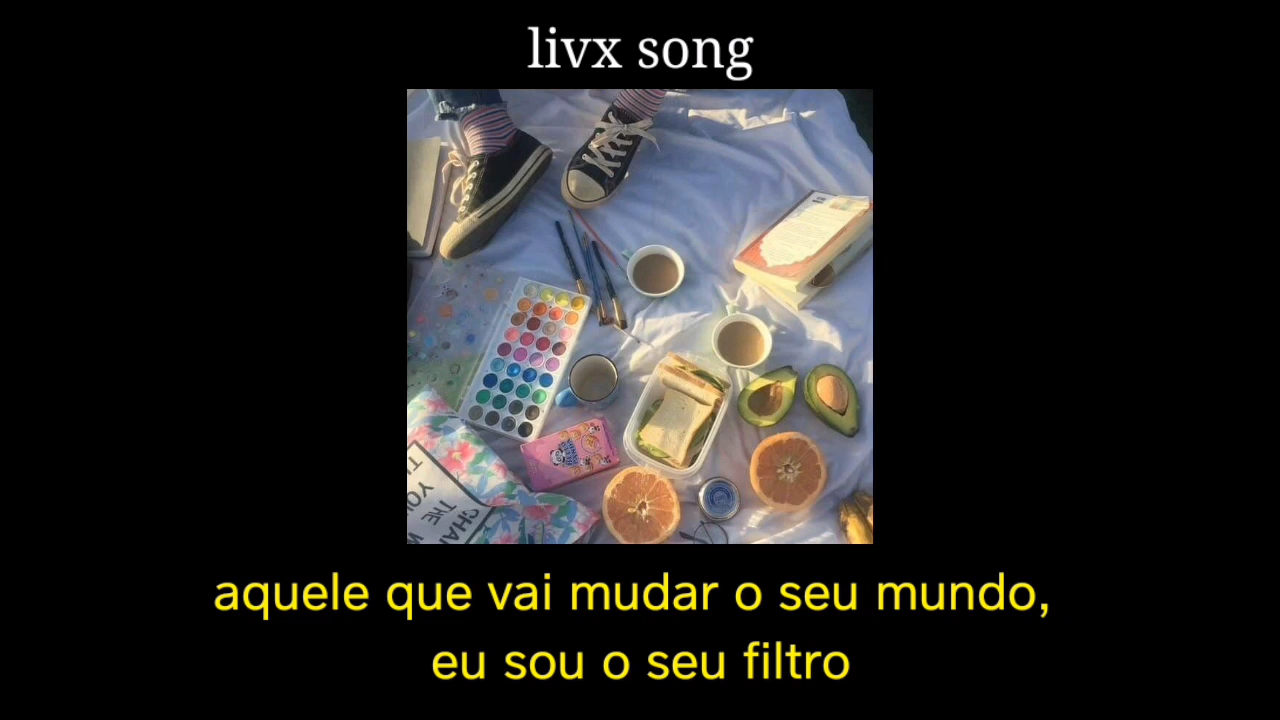 livx song
aquele que vai mudar o seu mundo,
eu sou o seu filtro